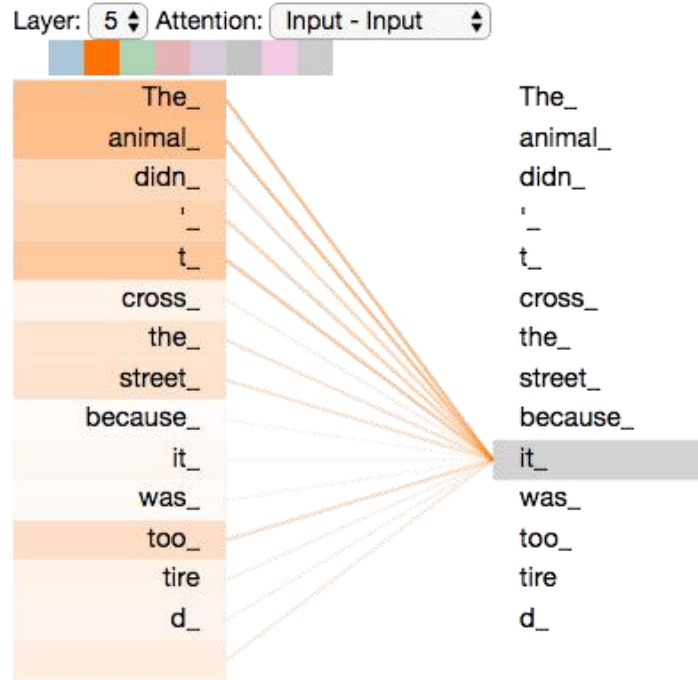 Layer: 5 Attention: Input - Input
The_ The_
animal_ animal_
didn_ didn_
'_ '_
t_ t_
cross_ cross_
the_ the_
street_ street_
because_ because_
it_ it_
was_ was_
too_ too_
tire tire
d_ d_